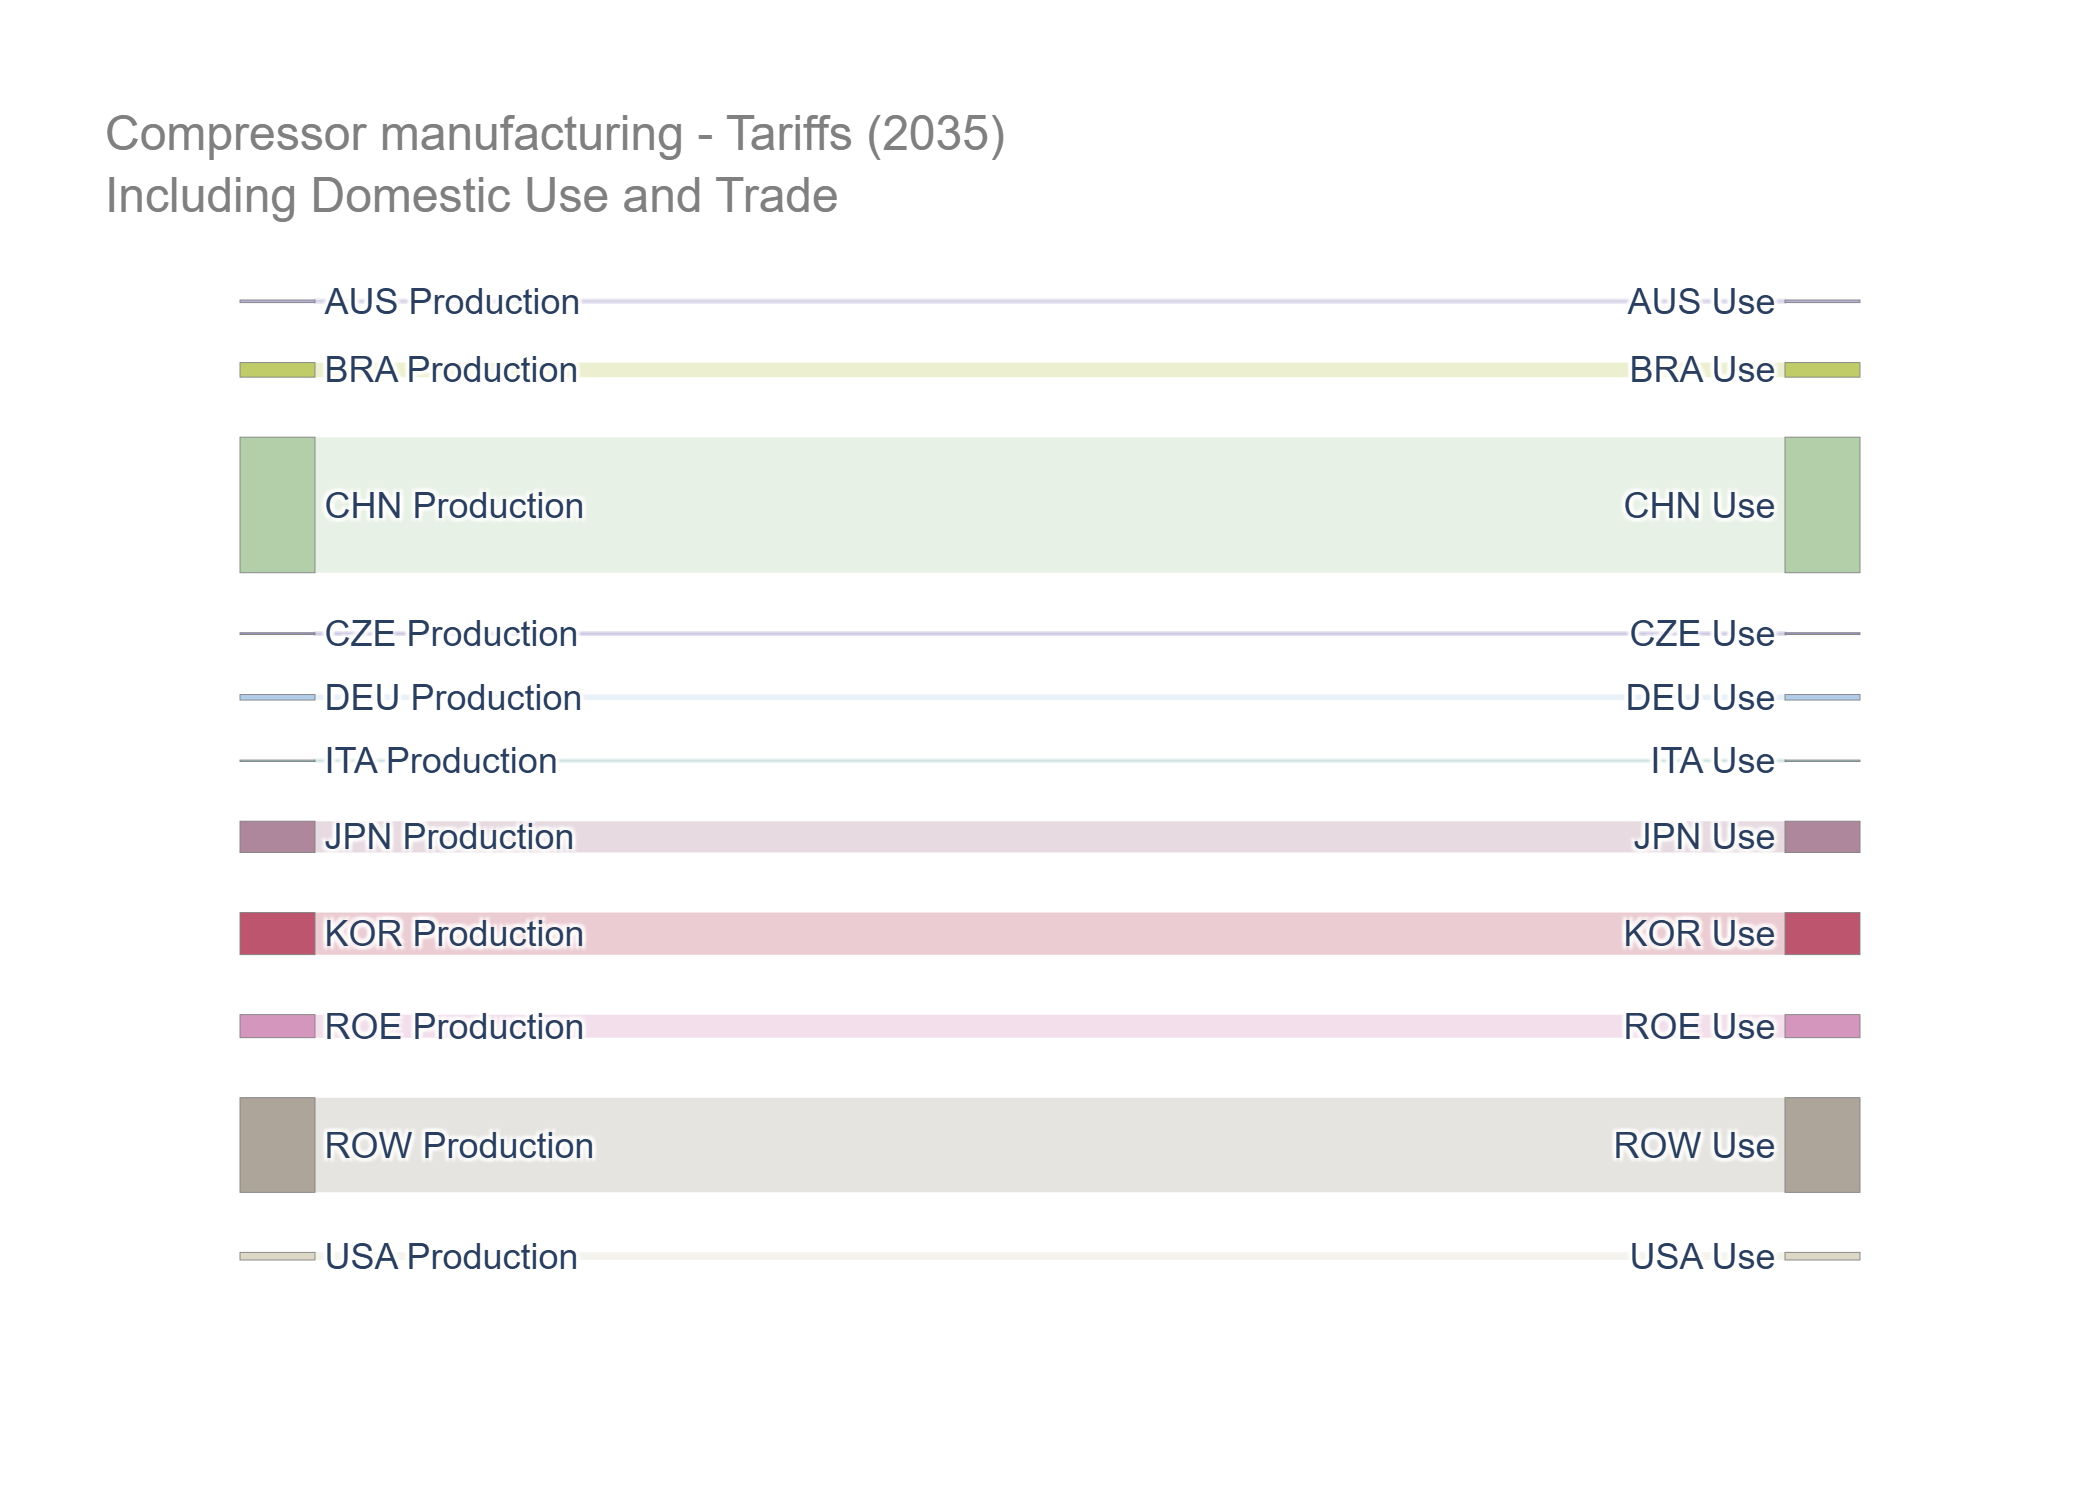 Compressor manufacturing - Tariffs (2035)
Including Domestic Use and Trade
AUS Production
AUS Use
BRA Production
BRA Use
CHN Production
CHN Use
CZE Production
CZE Use
DEU Production
DEU Use
ITA Production
ITA Use
JPN Production
JPN Use
KOR Production
KOR Use
ROE Production
ROE Use
ROW Production
ROW Use
USA Production
USA Use